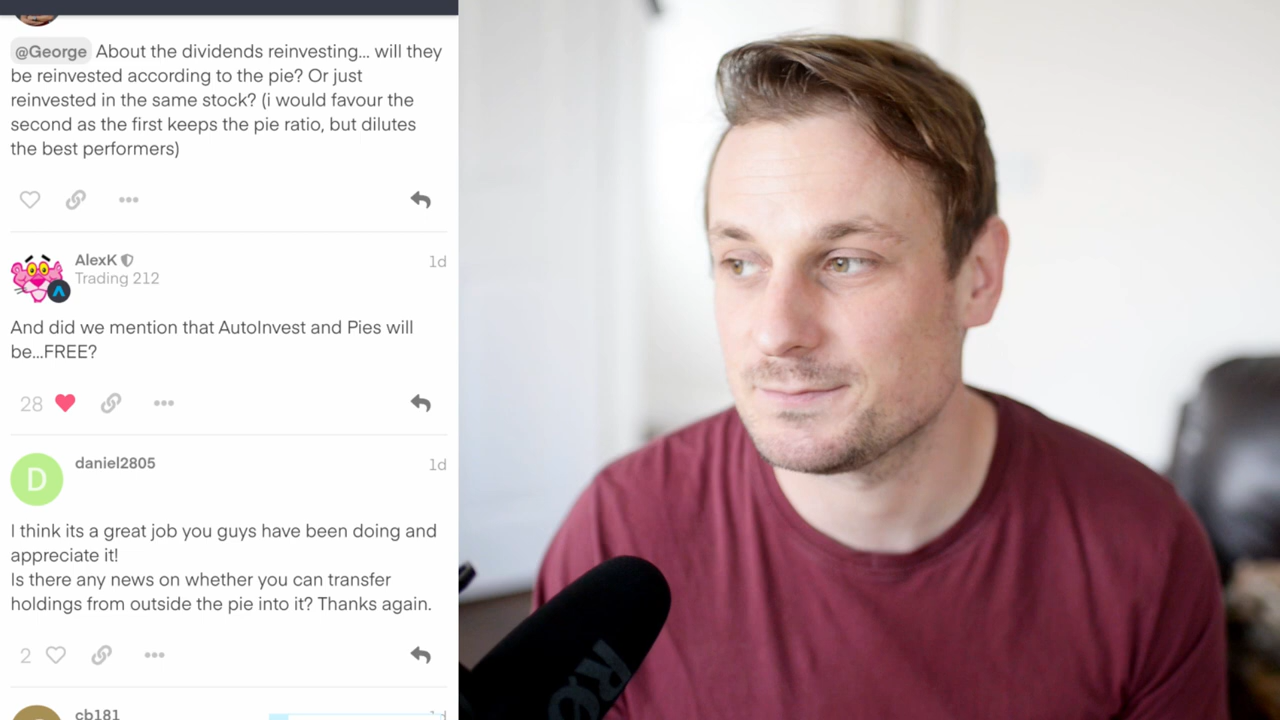 @George About the dividends reinvesting... will they
be reinvested according to the pie? Or just
reinvested in the same stock? (i would favour the
second as the first keeps the pie ratio, but dilutes
the best performers)
AlexK
1d
Trading 212
And did we mention that AutoInvest and Pies will
be...FREE?
28
D
daniel2805
1d
I think its a great job you guys have been doing and
appreciate it!
Is there any news on whether you can transfer
holdings from outside the pie into it? Thanks again.
2
cb181